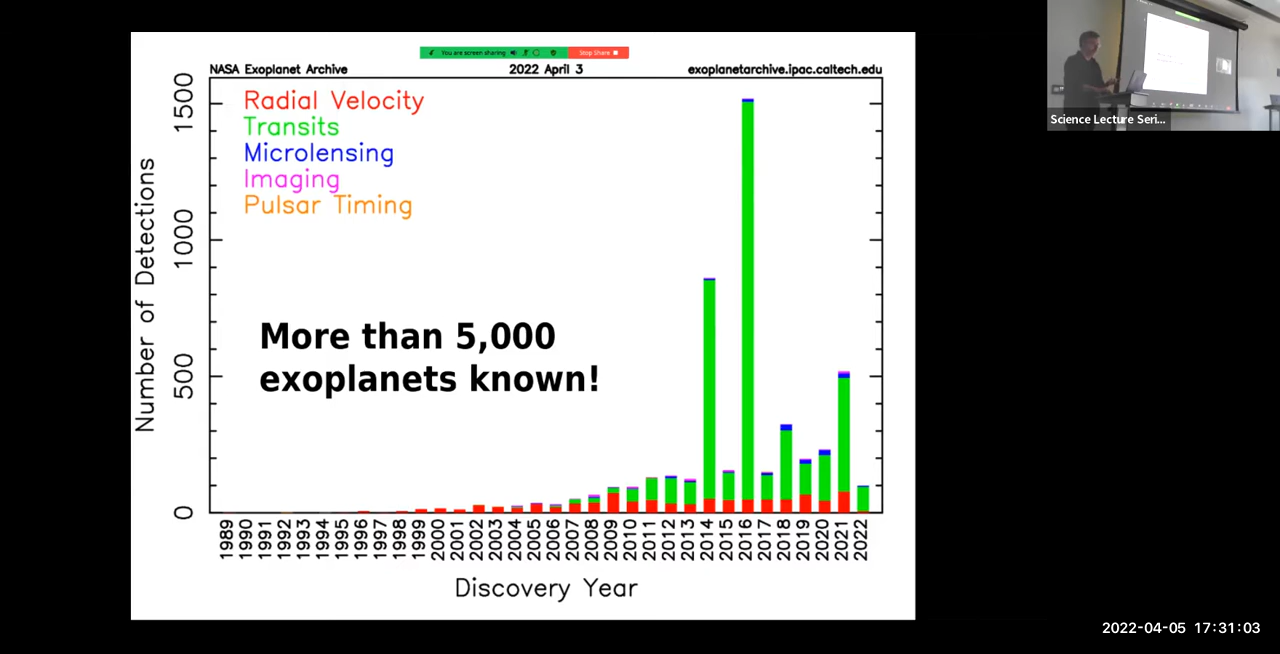 You are screen sharing Stop Share
NASA Exoplanet Archive 2022 April 3 exoplanetarchive.ipac.caltech.edu
Radial Velocity
Transits
Microlensing
Imaging
Pulsar Timing
More than 5,000
exoplanets known!
Number of Detections
1500
1000
500
0
1989 1990 1991 1992 1993 1994 1995 1996 1997 1998 1999 2000 2001 2002 2003 2004 2005 2006 2007 2008 2009 2010 2011 2012 2013 2014 2015 2016 2017 2018 2019 2020 2021 2022
Discovery Year
Science Lecture Seri...
2022-04-05 17:31:03